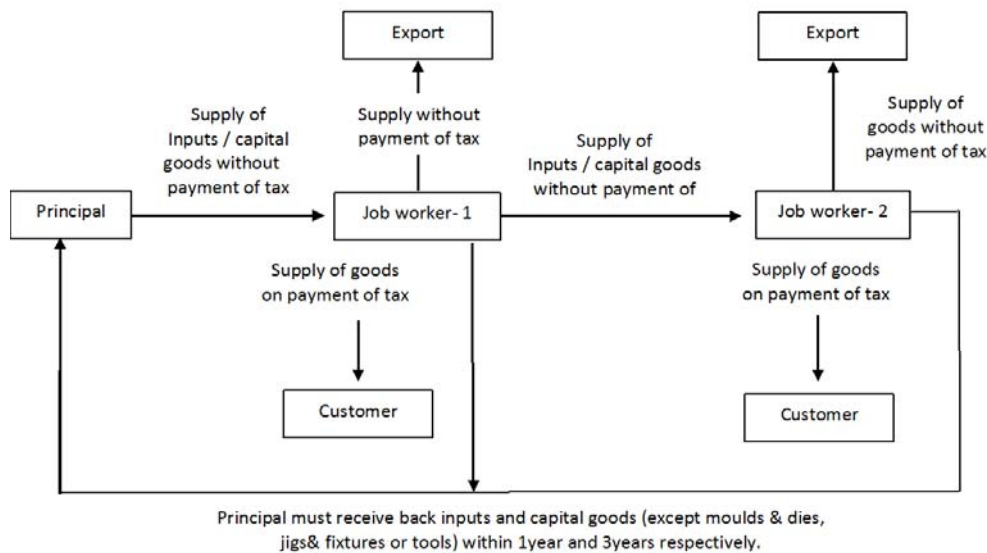 Export
Export
Supply of
Inputs / capital
goods without
payment of tax
Supply without
payment of tax
Supply of
Inputs / capital goods
without payment of
Supply of
goods without
payment of tax
Principal
Job worker- 1
Job worker- 2
Supply of goods
on payment of tax
Supply of goods
on payment of tax
Customer
Customer
Principal must receive back inputs and capital goods (except moulds & dies,
jigs& fixtures or tools) within 1year and 3years respectively.